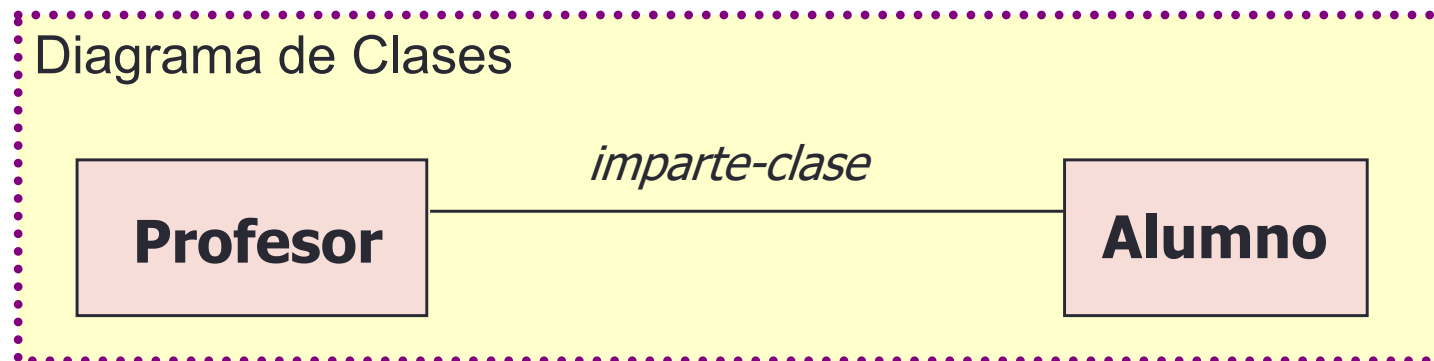 Diagrama de Clases
imparte-clase
Profesor
Alumno